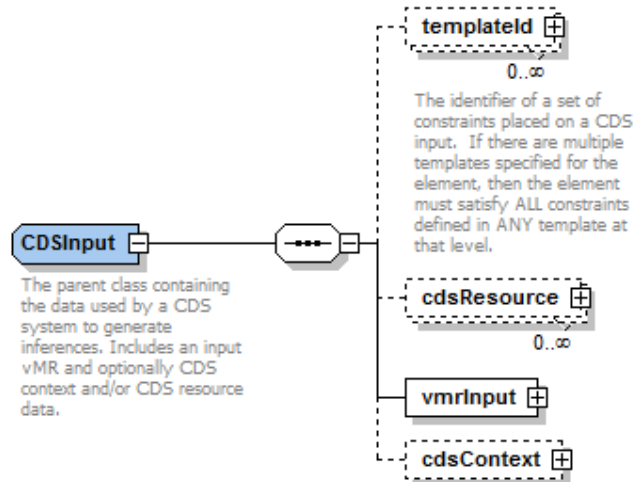 templateId
0..∞
The identifier of a set of
constraints placed on a CDS
input. If there are multiple
templates specified for the
element, then the element
must satisfy ALL constraints
defined in ANY template at
that level.
CDSInput
The parent class containing
the data used by a CDS
system to generate
inferences. Includes an input
vMR and optionally CDS
context and/or CDS resource
data.
cdsResource
0..∞
vmrInput
cdsContext